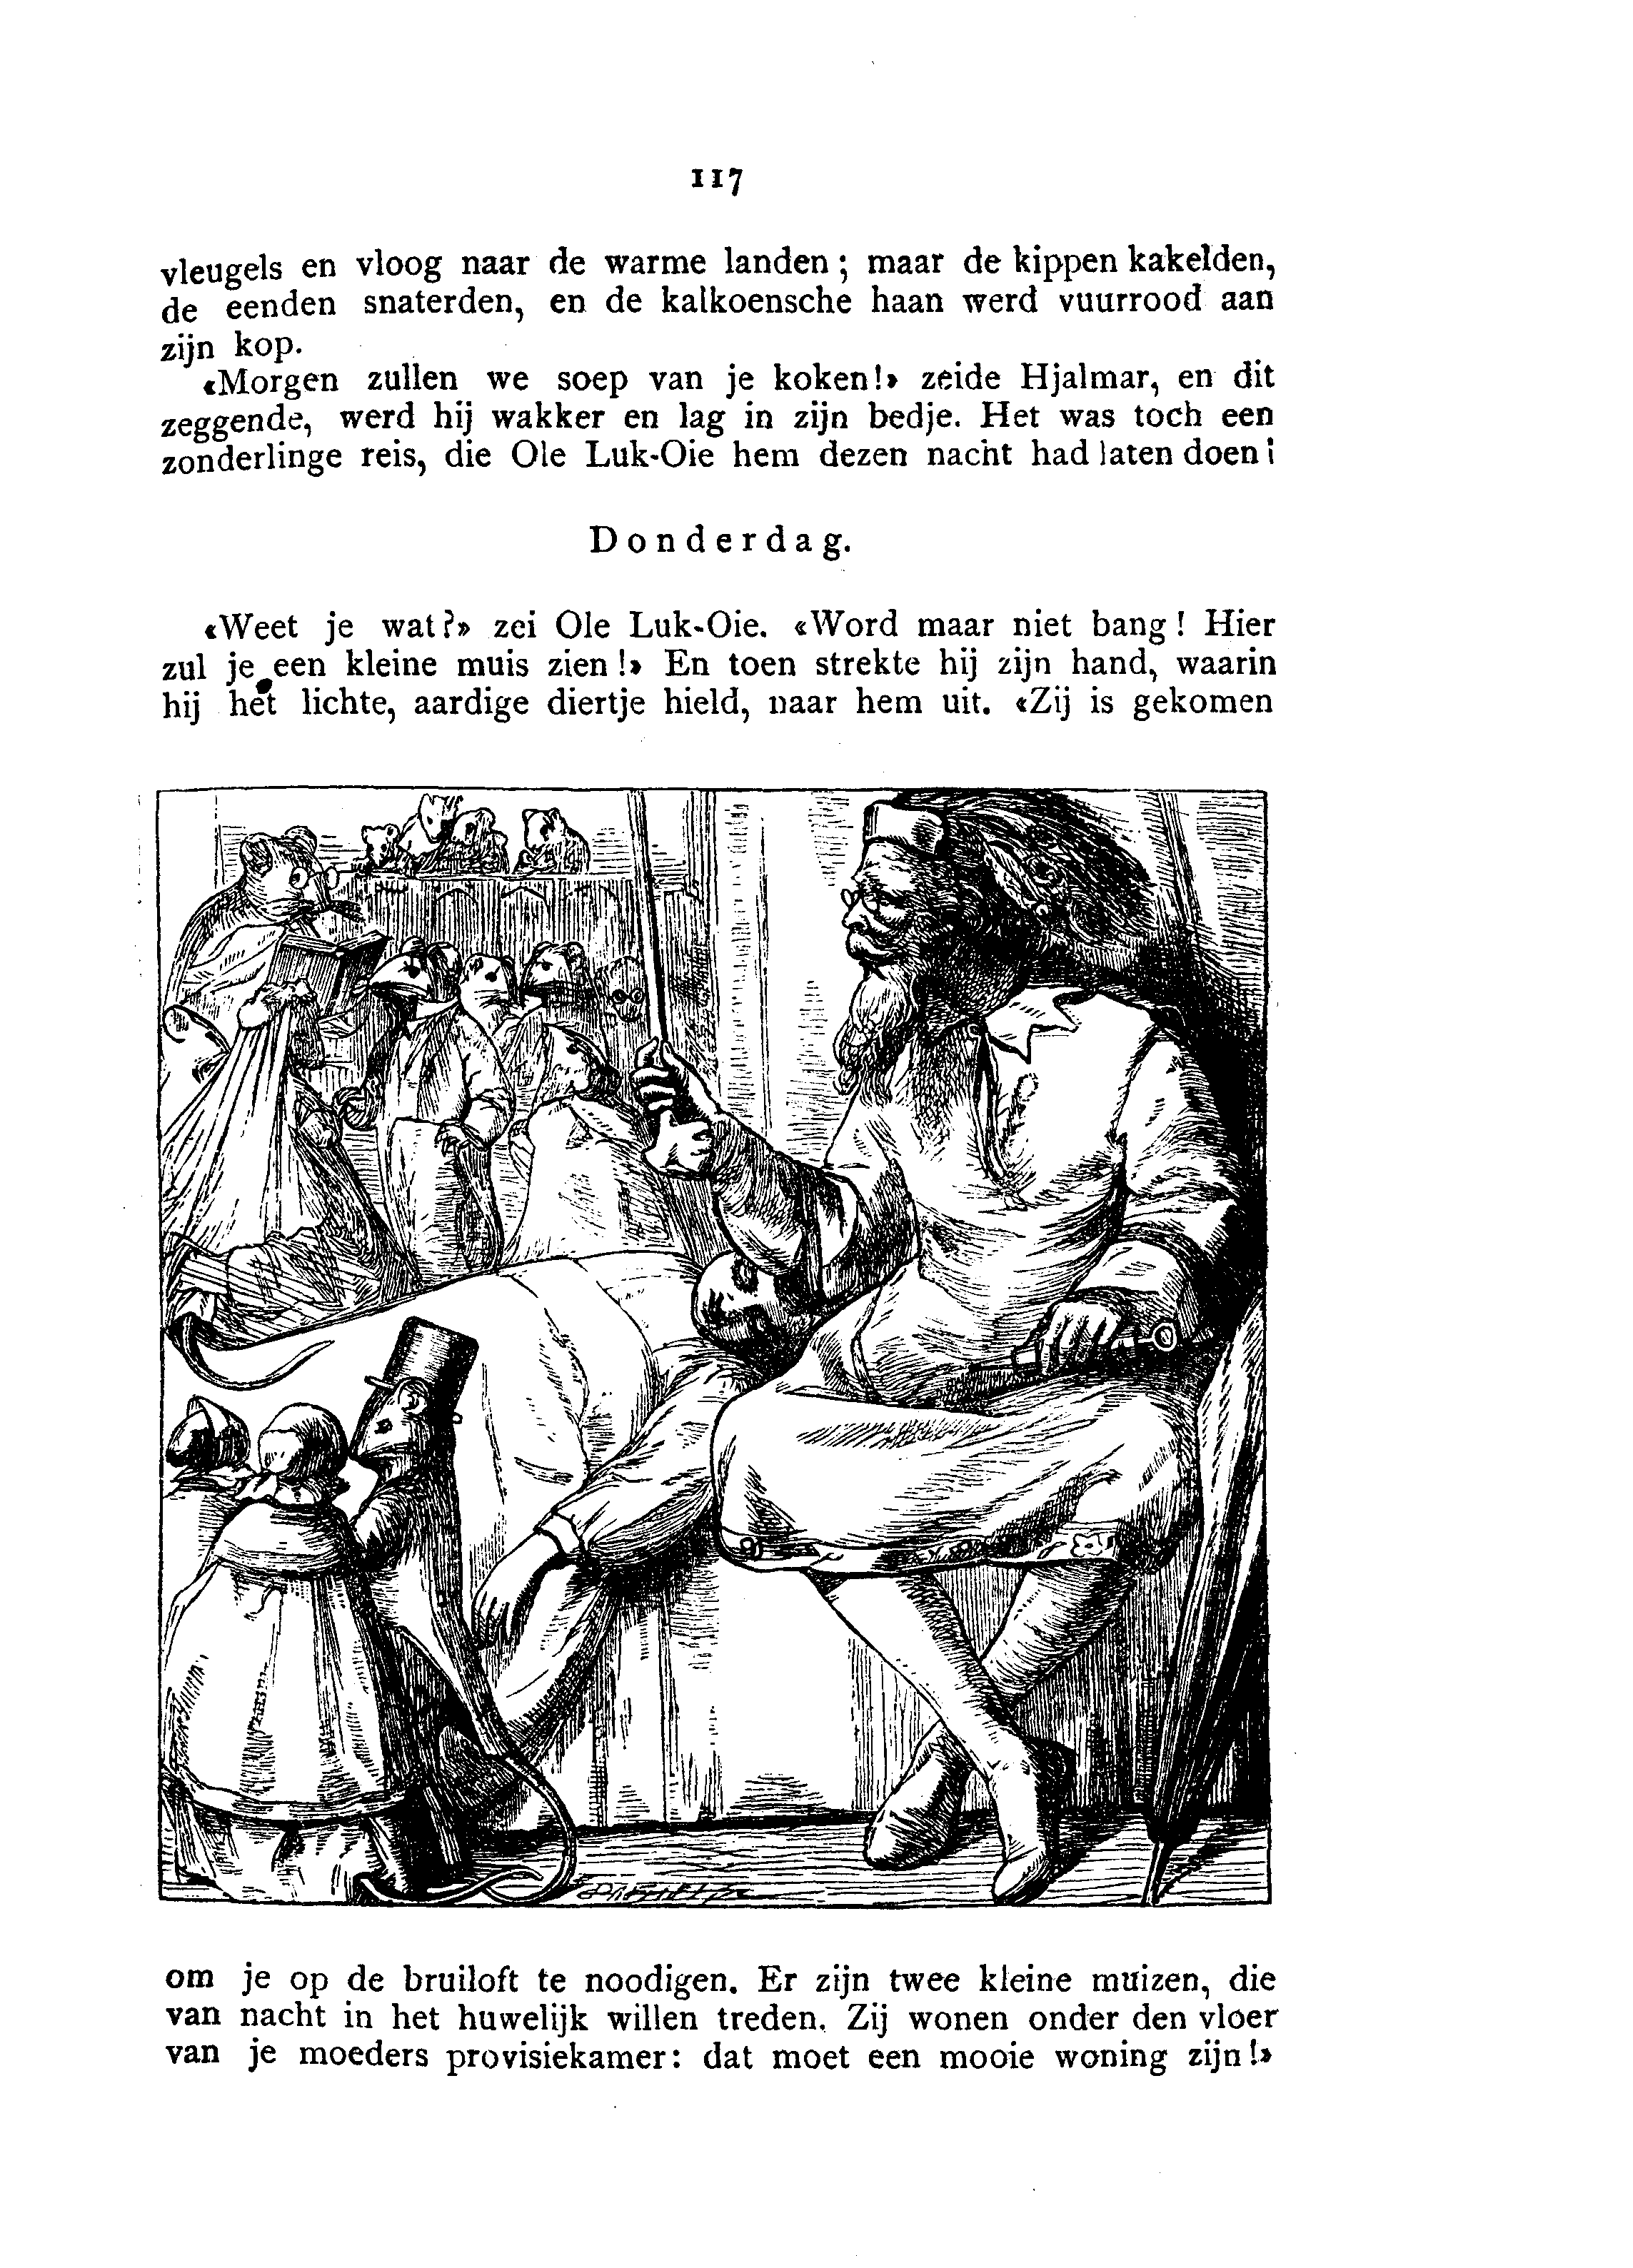 117
vleugels en vloog naar de warme landen; maar de kippen kakelden,
de eenden snaterden, en de kalkoensche haan werd vuurrood aan
zijn kop.
«Morgen zullen we soep van je koken!» zeide Hjalmar, en dit
zeggende, werd hij wakker en lag in zijn bedje. Het was toch een
zonderlinge reis, die Ole Luk-Oie hem dezen nacht had laten doen!
Donderdag.
«Weet je wat?» zei Ole Luk-Oie. «Word maar niet bang! Hier
zul je een kleine muis zien!» En toen strekte hij zijn hand, waarin
hij het lichte, aardige diertje hield, naar hem uit. «Zij is gekomen
om je op de bruiloft te noodigen. Er zijn twee kleine muizen, die
van nacht in het huwelijk willen treden. Zij wonen onder den vloer
van je moeders provisiekamer: dat moet een mooie woning zijn!»